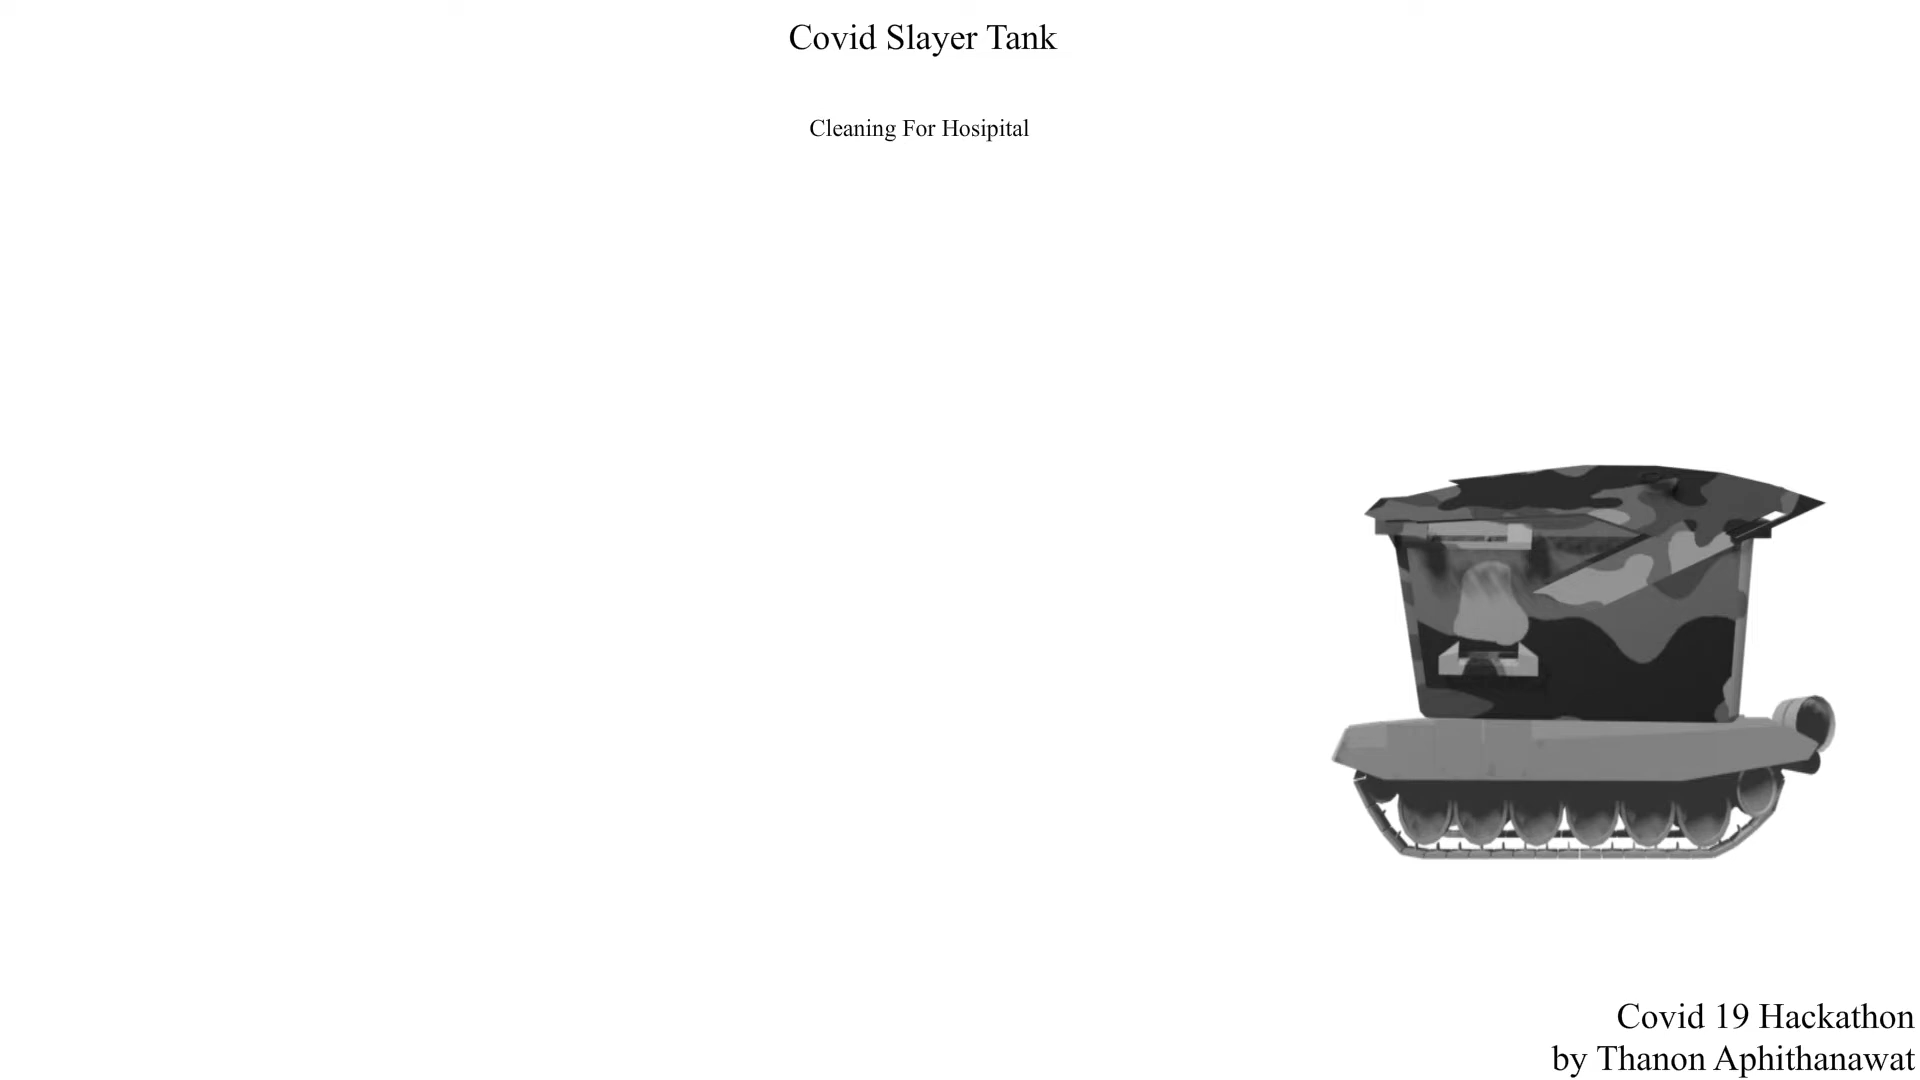 Covid Slayer Tank
Cleaning For Hosipital
Covid 19 Hackathon
by Thanon Aphithanawat